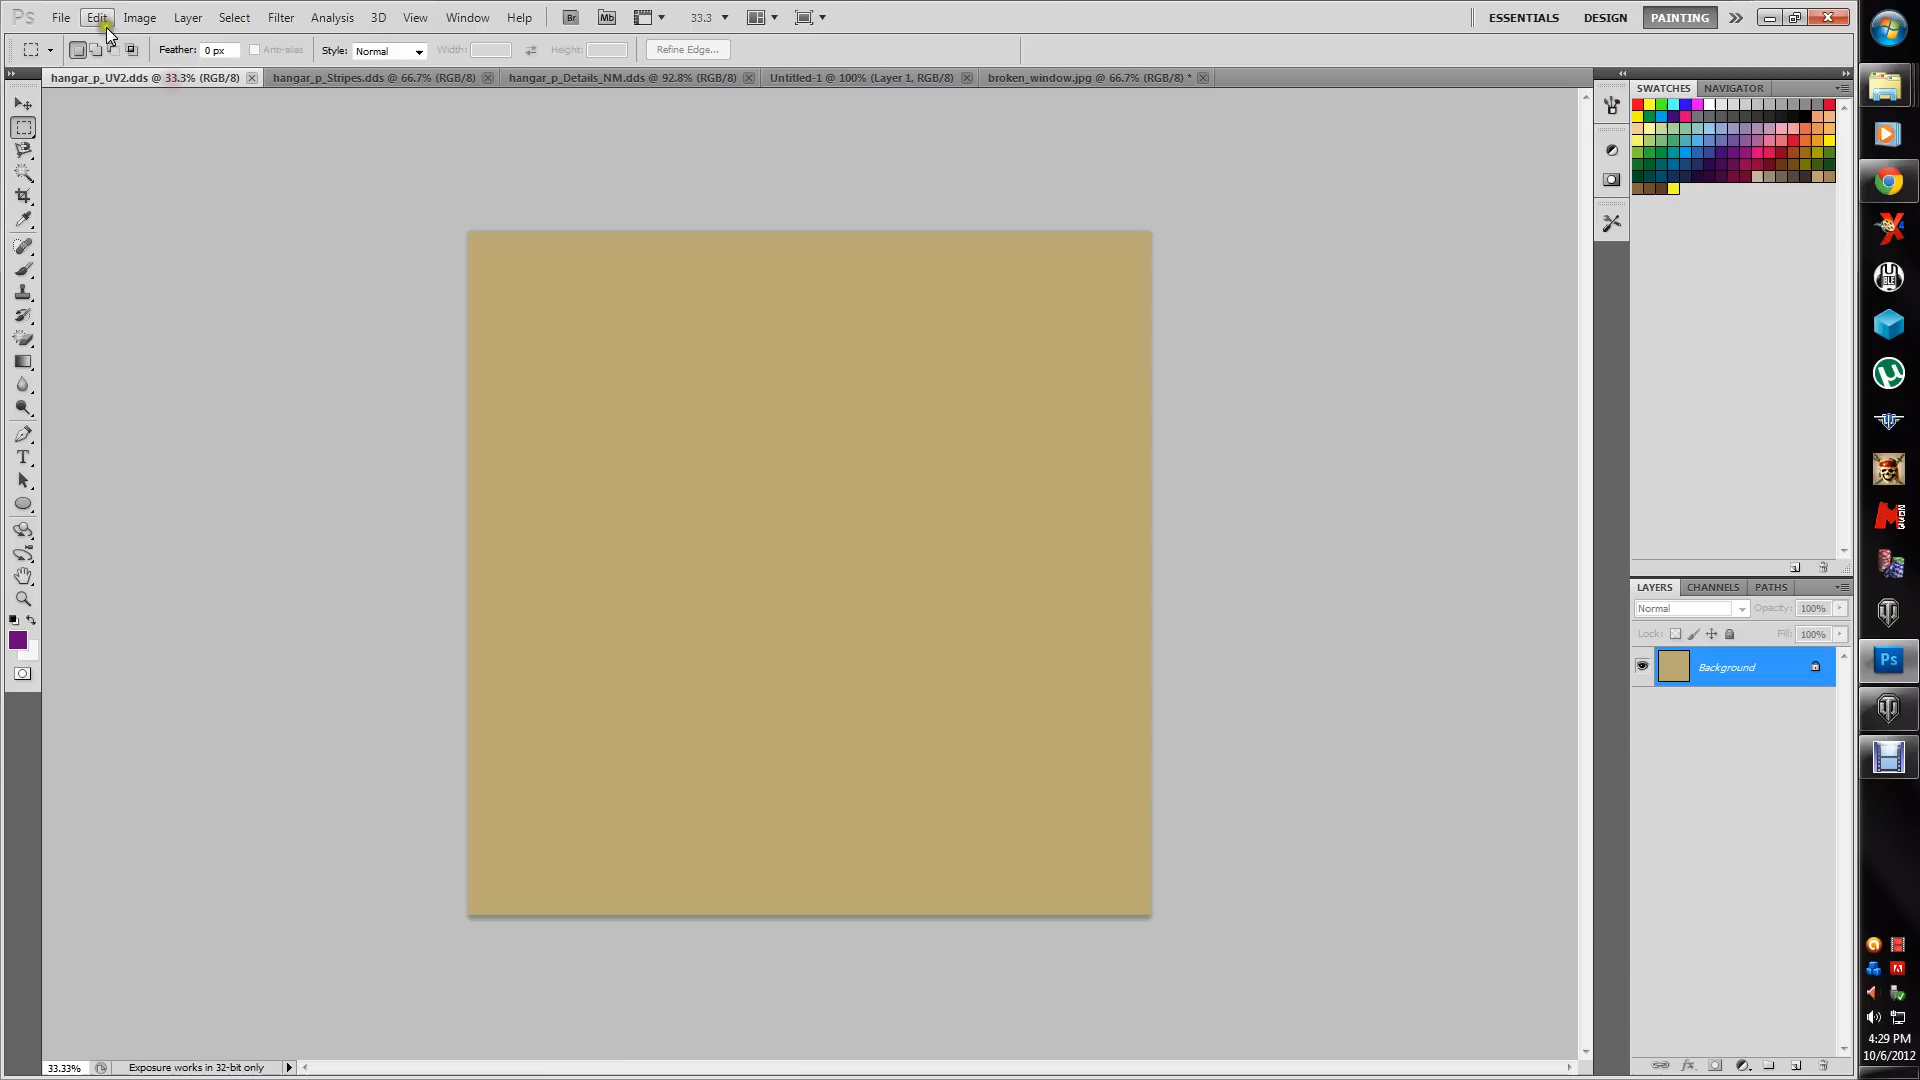 Ps File Edit Image Layer Select Filter Analysis 3D View Window Help Br Mb 33.3 ESSENTIALS DESIGN PAINTING
Feather: 0 px Anti-alias Style: Normal Width: Height: Refine Edge...
hangar_p_UV2.dds @ 33.3% (RGB/8) hangar_p_Stripes.dds @ 66.7% (RGB/8) hangar_p_Details_NM.dds @ 92.8% (RGB/8) Untitled-1 @ 100% (Layer 1, RGB/8) broken_window.jpg @ 66.7% (RGB/8) *
SWATCHES NAVIGATOR
LAYERS CHANNELS PATHS
Normal Opacity: 100%
Lock: Fill: 100%
Background
Ps
33.33% Exposure works in 32-bit only
4:29 PM
10/6/2012